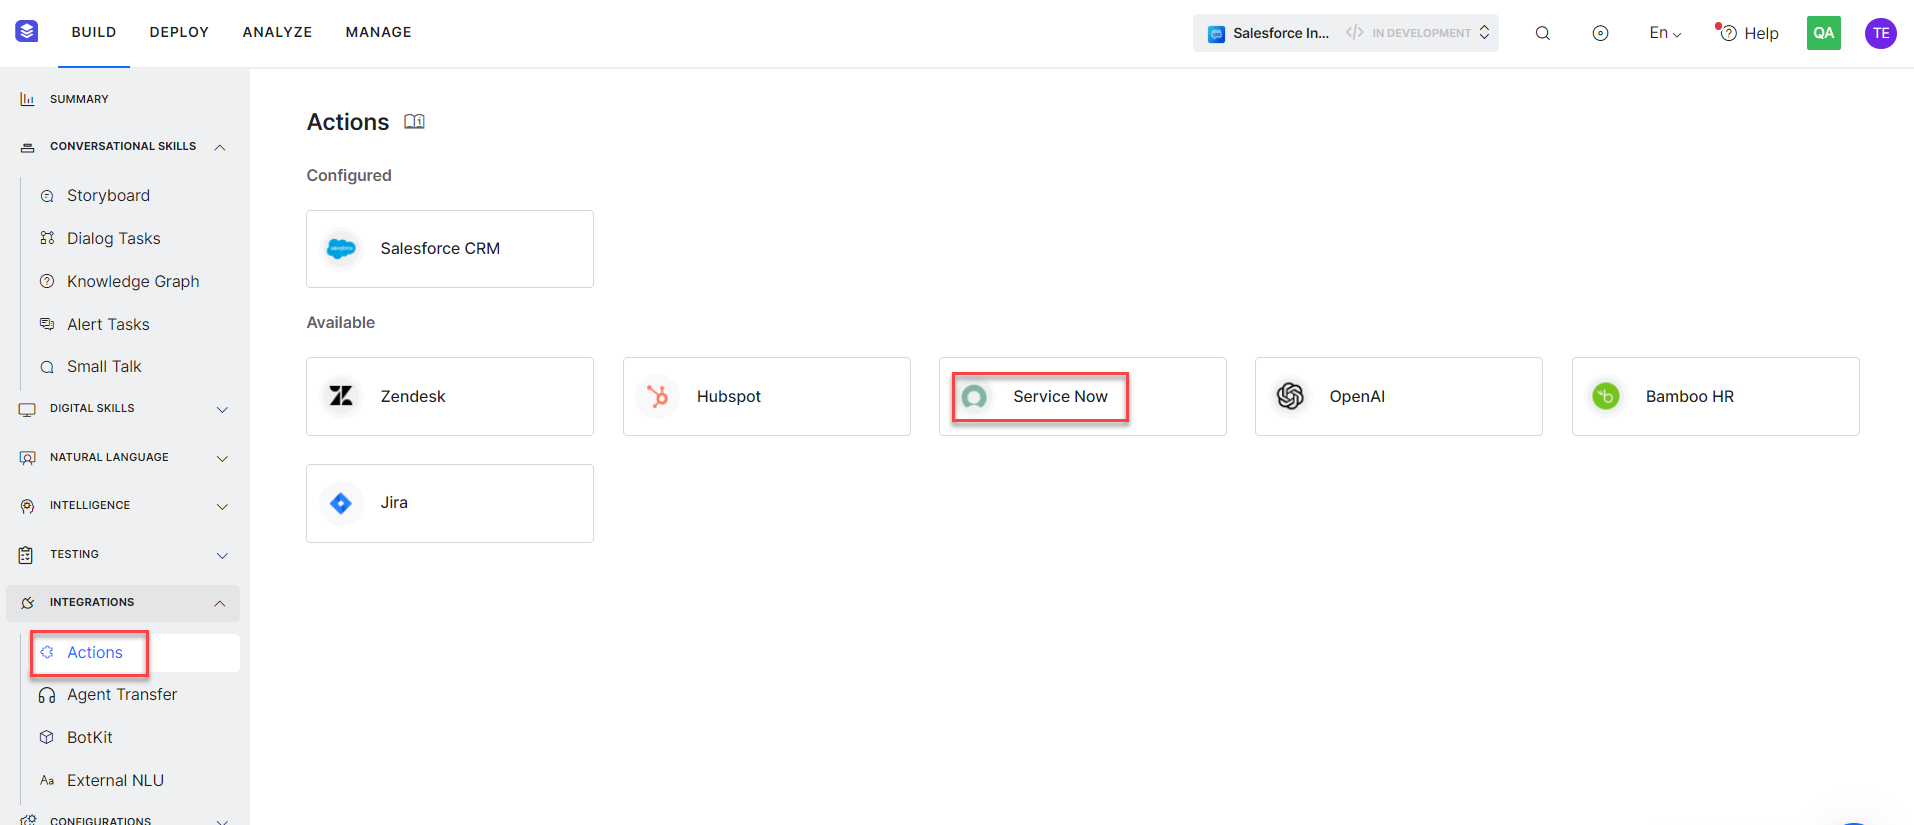 BUILD DEPLOY ANALYZE MANAGE
Salesforce In... </> IN DEVELOPMENT En Help QA TE
SUMMARY
CONVERSATIONAL SKILLS
Storyboard
Dialog Tasks
Knowledge Graph
Alert Tasks
Small Talk
DIGITAL SKILLS
NATURAL LANGUAGE
INTELLIGENCE
TESTING
INTEGRATIONS
Actions
Agent Transfer
BotKit
Aa External NLU
CONFIGURATIONS
Actions
Configured
salesforce Salesforce CRM
Available
Zendesk Hubspot Service Now OpenAI Bamboo HR
Jira